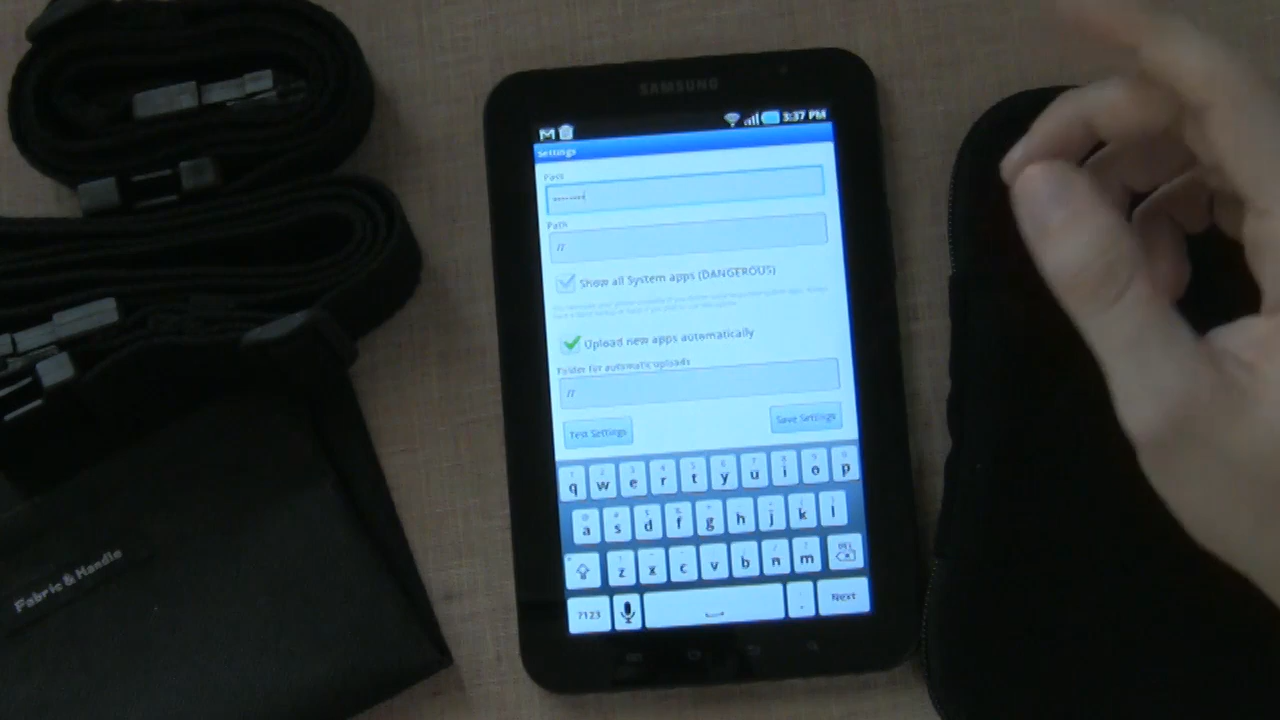 SAMSUNG
3:37 PM
Settings
Pass
Path
//
Show all System apps (DANGEROUS)
Upload new apps automatically
Folder for automatic uploads
//
Test Settings
Save Settings
q w e r t y u i o p
a s d f g h j k l
z x c v b n m DEL
?123 . Next
Fabric & Handle